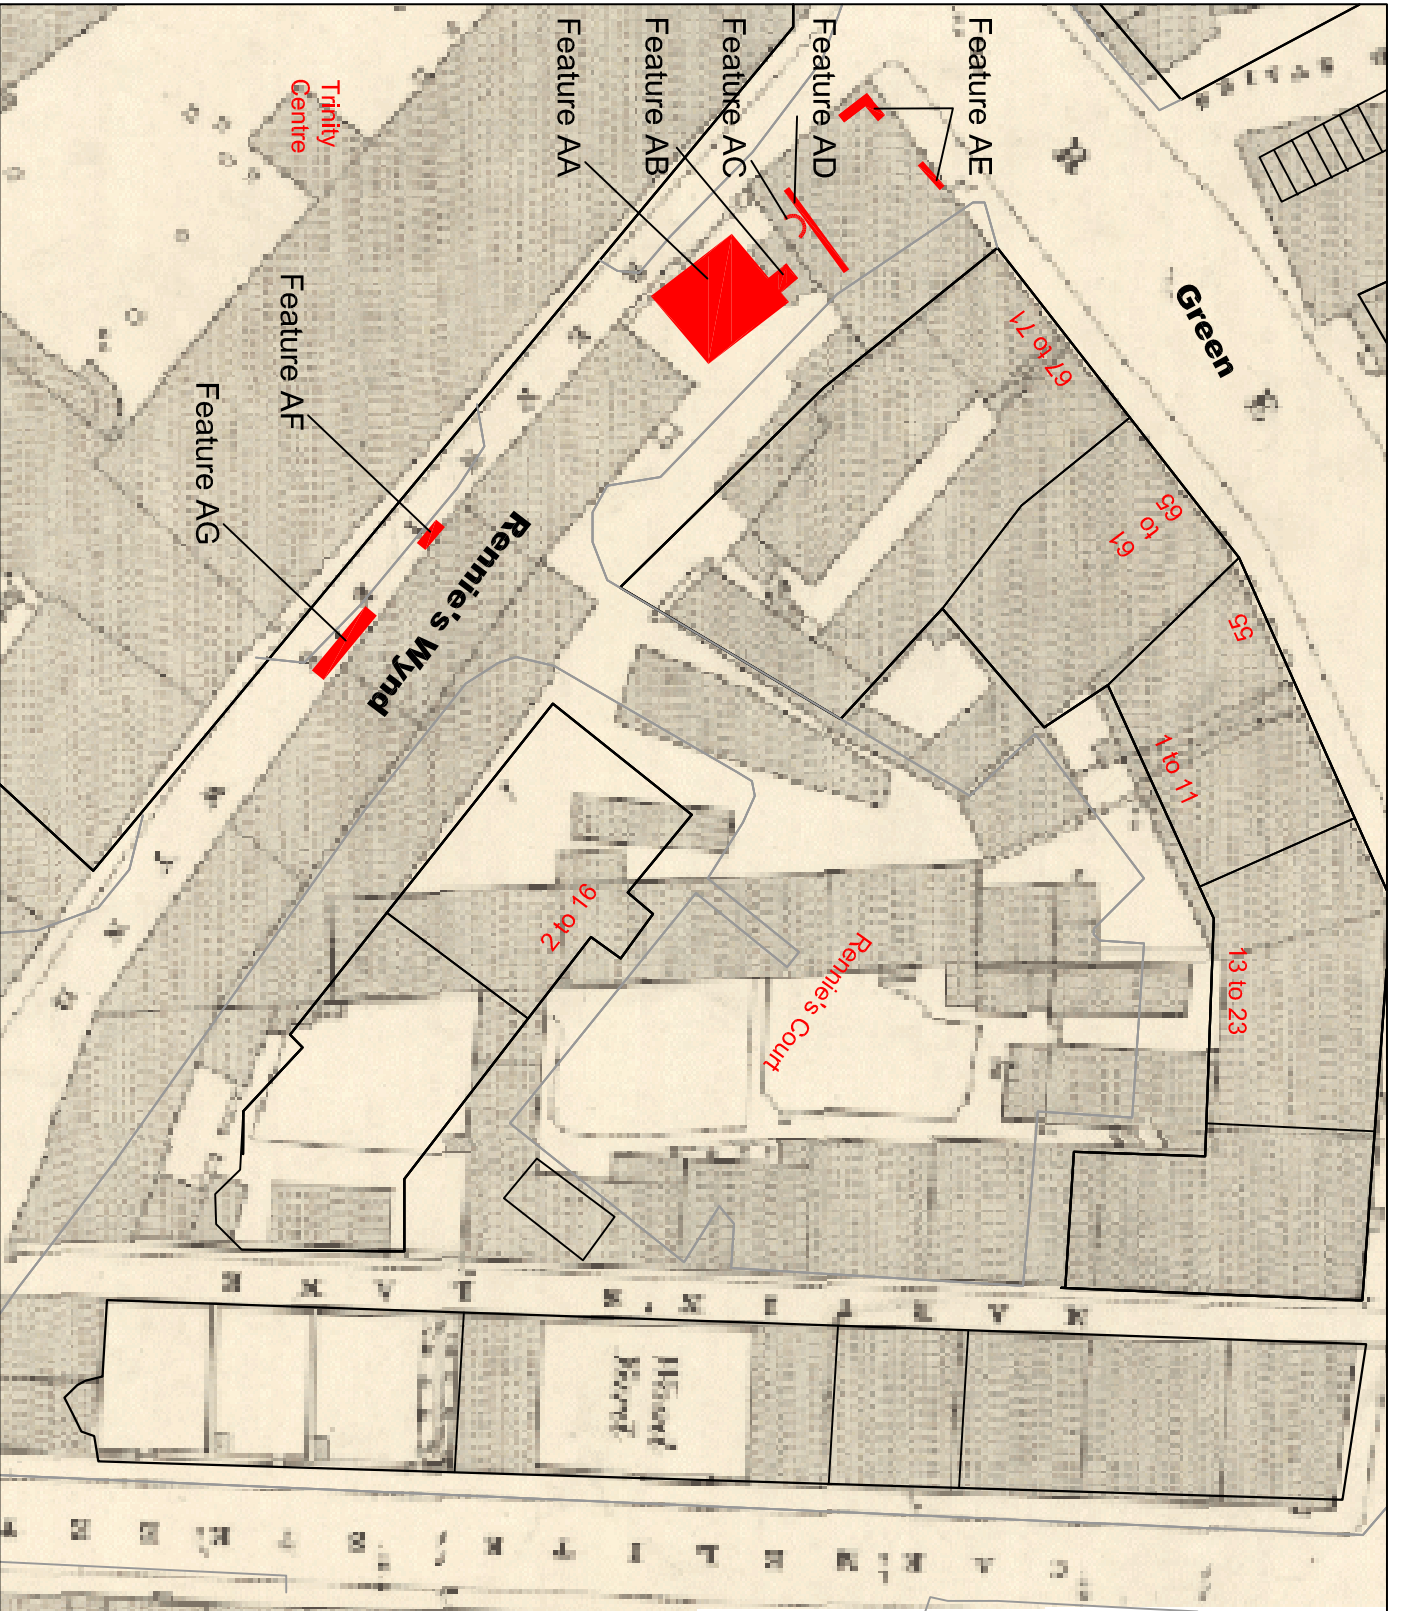 Feature AE
Feature AD
Feature AC
Feature AB
Feature AA
Feature AF
Feature AG
Green
Trinity
Centre
67 to 71
65
to
61
55
1 to 11
13 to 23
Rennie's Wynd
2 to 16
Rennie's Court